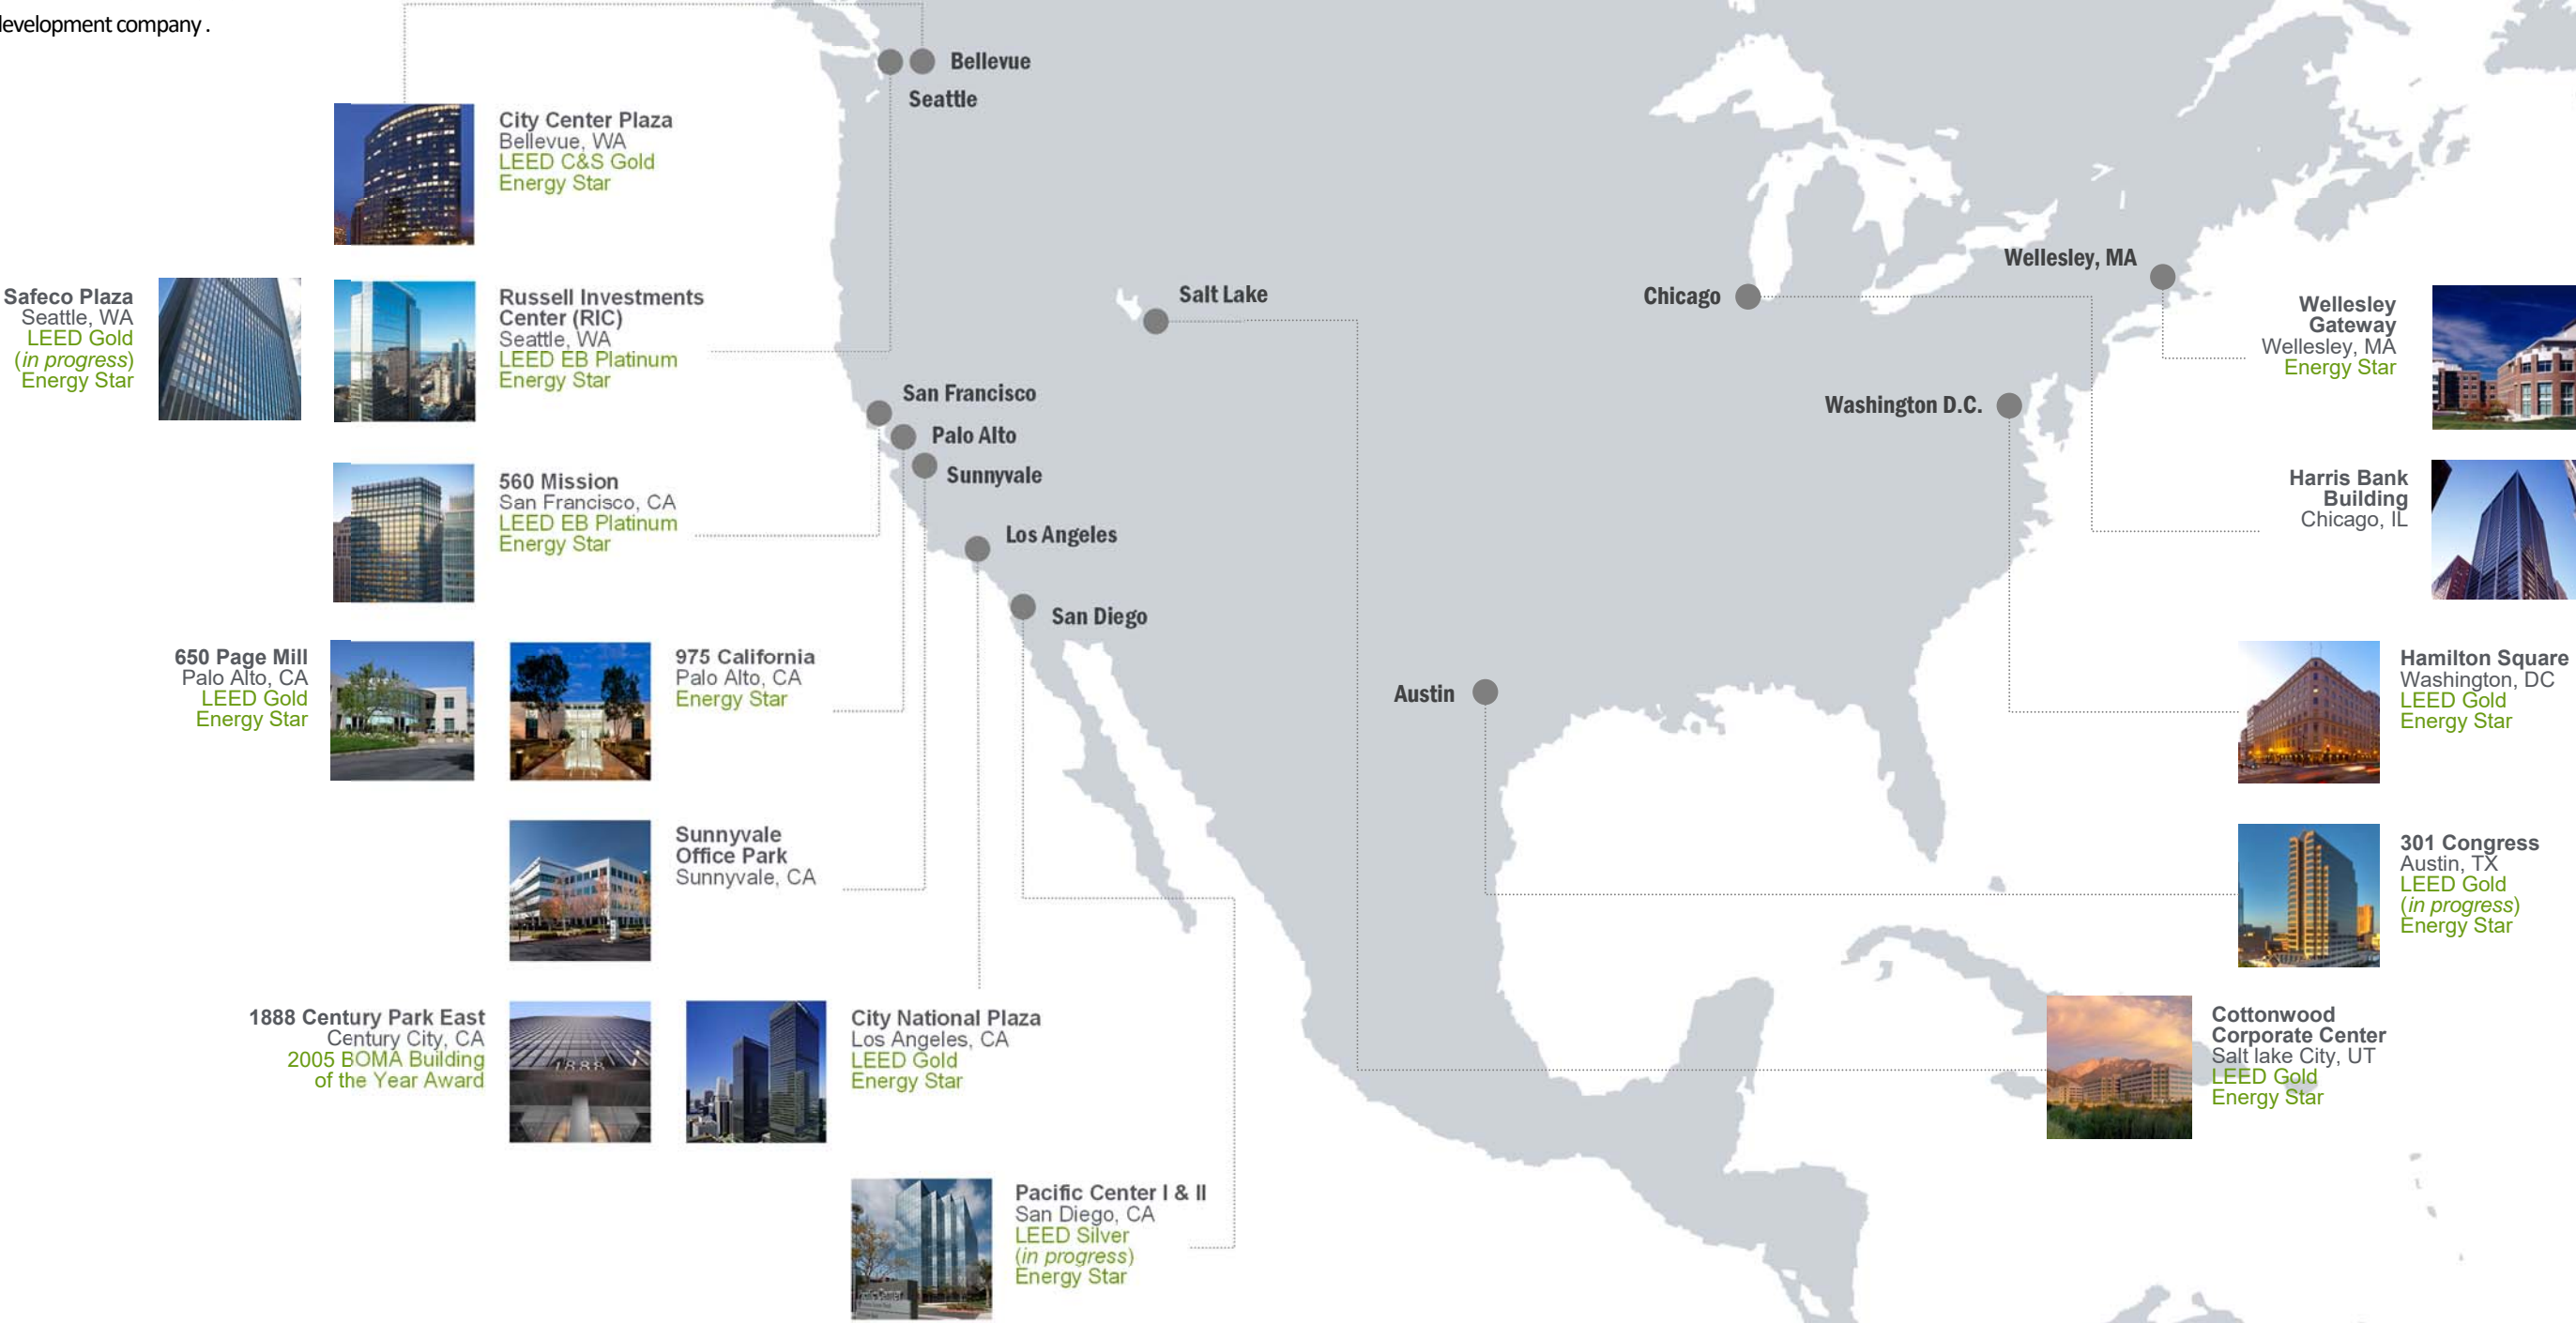 development company .
Bellevue
Seattle
City Center Plaza
Bellevue, WA
LEED C&S Gold
Energy Star
Safeco Plaza
Seattle, WA
LEED Gold
(in progress)
Energy Star
Russell Investments
Center (RIC)
Seattle, WA
LEED EB Platinum
Energy Star
560 Mission
San Francisco, CA
LEED EB Platinum
Energy Star
650 Page Mill
Palo Alto, CA
LEED Gold
Energy Star
975 California
Palo Alto, CA
Energy Star
Sunnyvale
Office Park
Sunnyvale, CA
1888 Century Park East
Century City, CA
2005 BOMA Building
of the Year Award
1888
City National Plaza
Los Angeles, CA
LEED Gold
Energy Star
Pacific Center I & II
San Diego, CA
LEED Silver
(in progress)
Energy Star
Pacific Center
San Francisco
Palo Alto
Sunnyvale
Los Angeles
San Diego
Salt Lake
Chicago
Wellesley, MA
Washington D.C.
Austin
Wellesley
Gateway
Wellesley, MA
Energy Star
Harris Bank
Building
Chicago, IL
Hamilton Square
Washington, DC
LEED Gold
Energy Star
301 Congress
Austin, TX
LEED Gold
(in progress)
Energy Star
Cottonwood
Corporate Center
Salt lake City, UT
LEED Gold
Energy Star